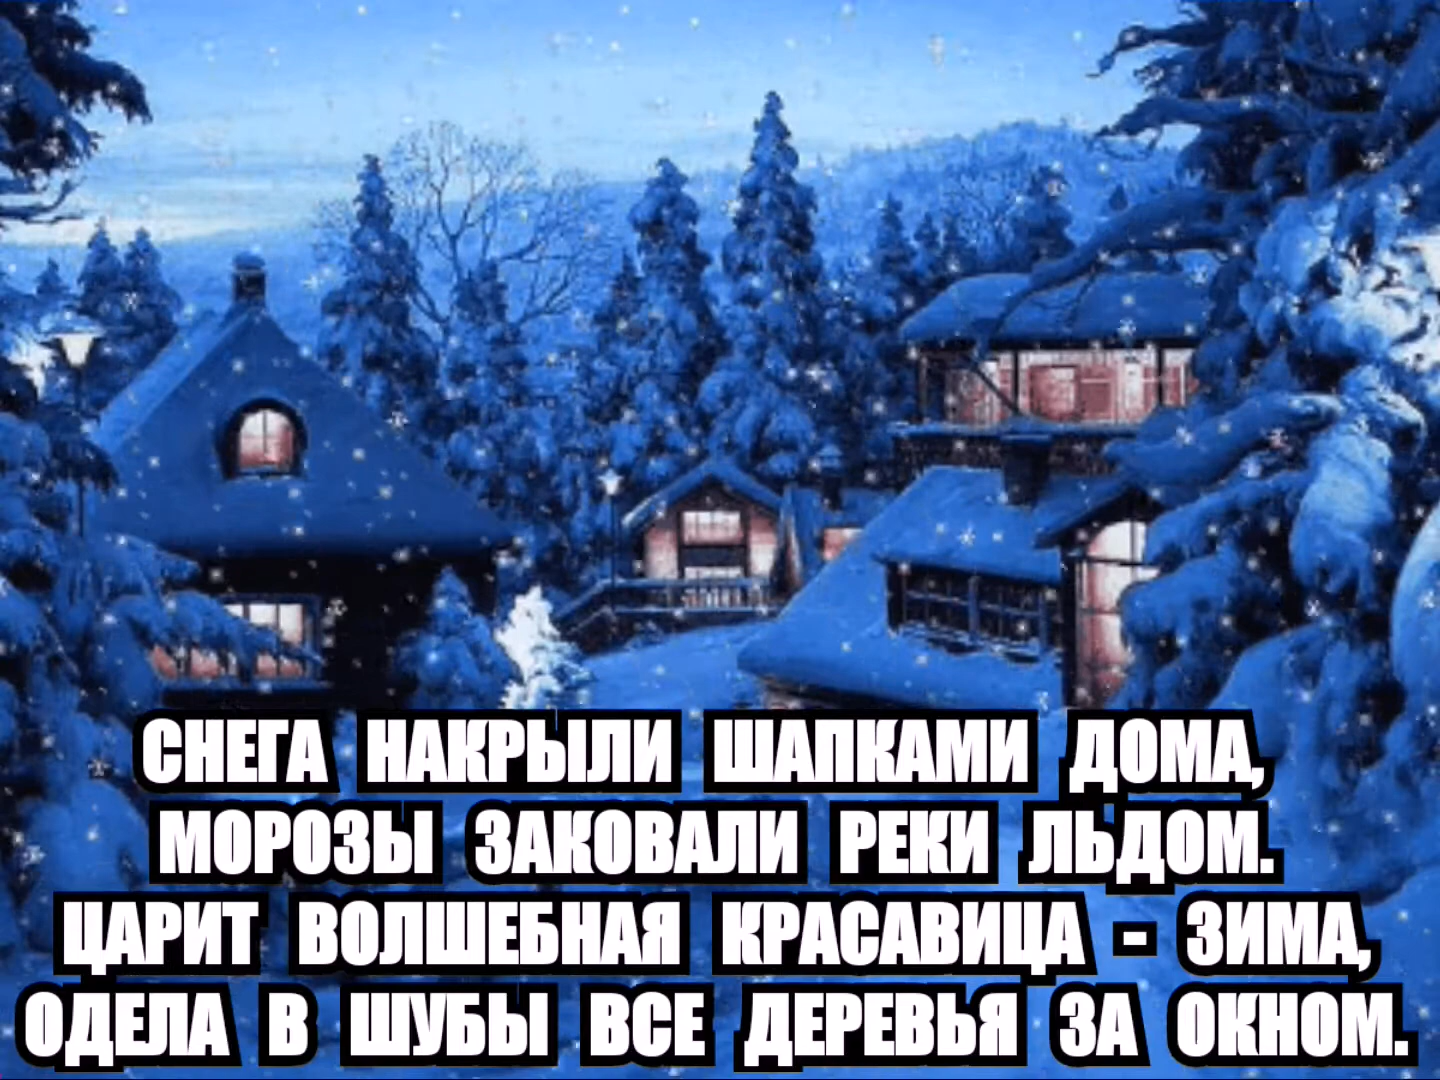 СНЕГА НАКРЫЛИ ШАПКАМИ ДОМА,
МОРОЗЫ ЗАКОВАЛИ РЕКИ ЛЬДОМ.
ЦАРИТ ВОЛШЕБНАЯ КРАСАВИЦА - ЗИМА,
ОДЕЛА В ШУБЫ ВСЕ ДЕРЕВЬЯ ЗА ОКНОМ.